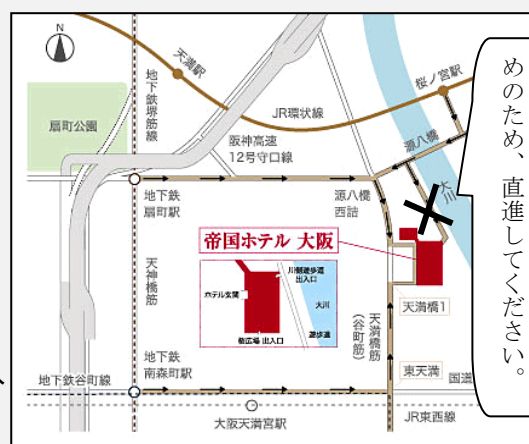 めのため、直進してください。
N
天満駅
桜ノ宮駅
地下鉄堺筋線
扇町公園
JR環状線
阪神高速
12号守口線
源八橋
大川
地下鉄
扇町駅
源八橋
西詰
帝国ホテル 大阪
川側遊歩道
出入口
ホテル玄関
大川
遊歩道
桜広場 出入口
天神橋筋
天満橋筋
(谷町筋)
天満橋1
地下鉄
南森町駅
東天満
地下鉄谷町線
国道
大阪天満宮駅
JR東西線